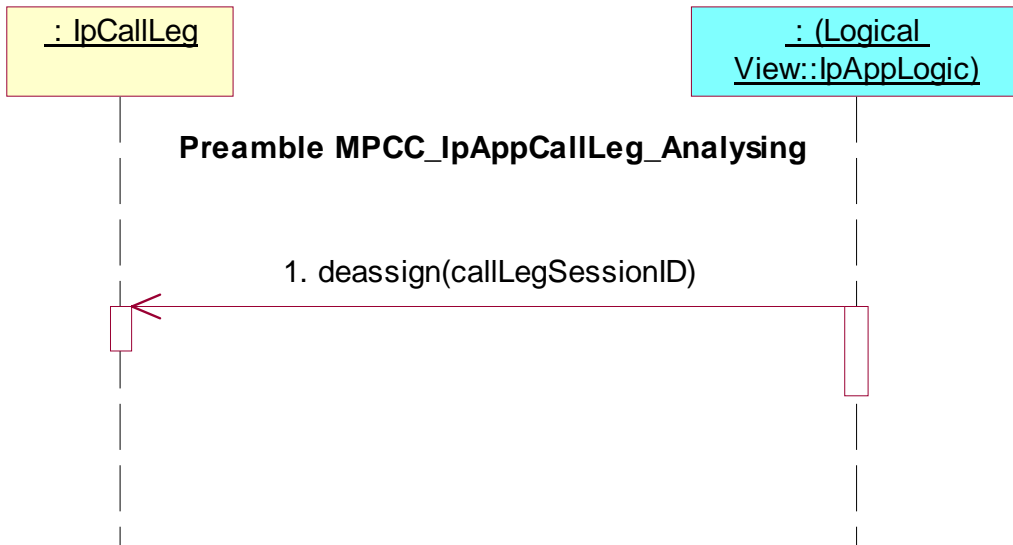 : IpCallLeg
: (Logical
View::IpAppLogic)
Preamble MPCC_IpAppCallLeg_Analysing
1. deassign(callLegSessionID)